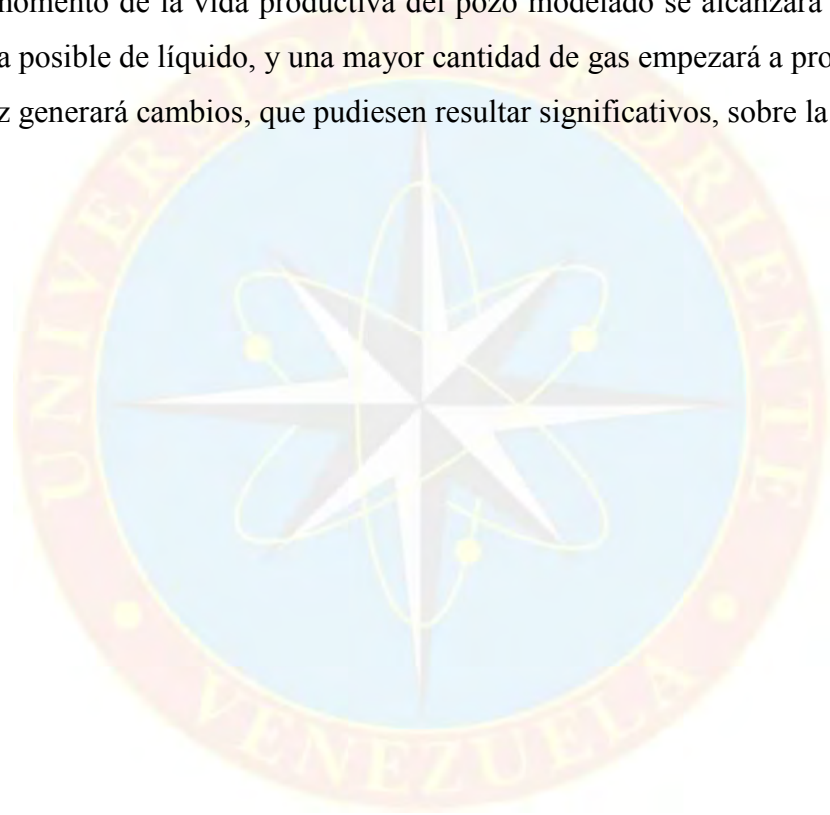 momento de la vida productiva del pozo modelado se alcanzará
a posible de líquido, y una mayor cantidad de gas empezará a pro
z generará cambios, que pudiesen resultar significativos, sobre la
UNIVERSIDAD DE ORIENTE
VENEZUELA